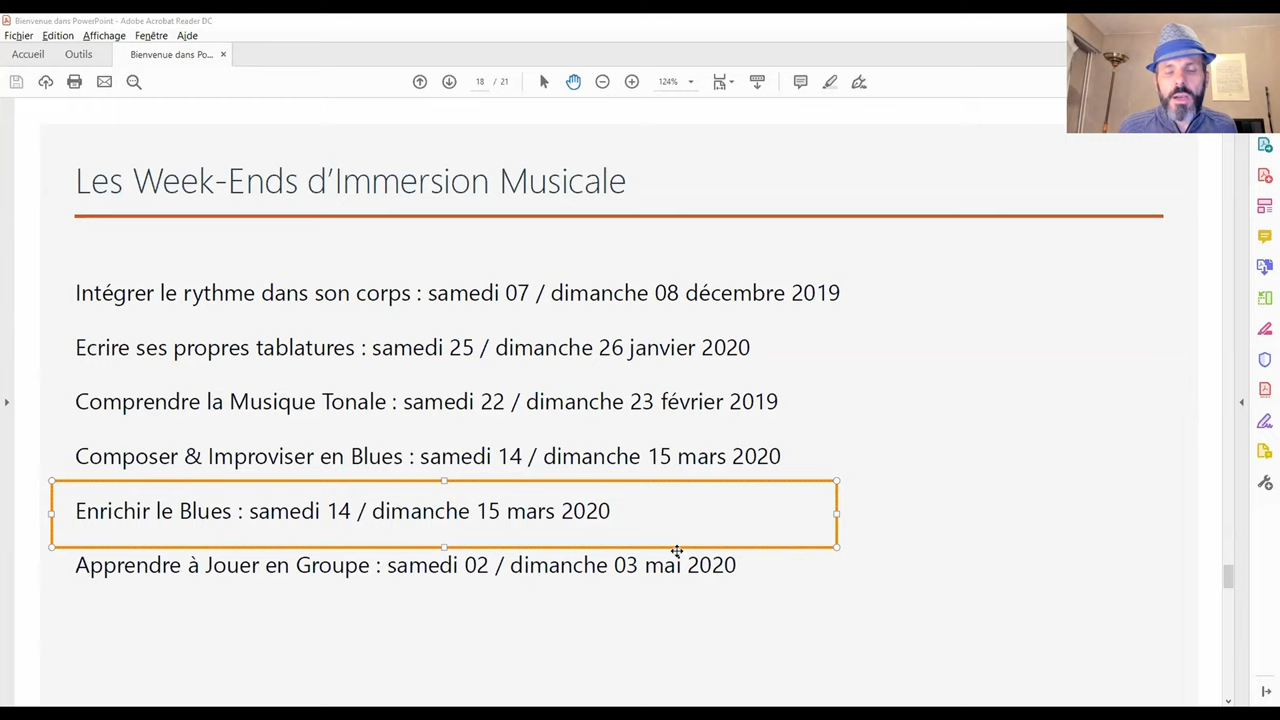 Bienvenue dans PowerPoint - Adobe Acrobat Reader DC
Fichier Edition Affichage Fenêtre Aide
Accueil Outils Bienvenue dans Po... ×
18 / 21 124%
Les Week-Ends d’Immersion Musicale
Intégrer le rythme dans son corps : samedi 07 / dimanche 08 décembre 2019
Ecrire ses propres tablatures : samedi 25 / dimanche 26 janvier 2020
Comprendre la Musique Tonale : samedi 22 / dimanche 23 février 2019
Composer & Improviser en Blues : samedi 14 / dimanche 15 mars 2020
Enrichir le Blues : samedi 14 / dimanche 15 mars 2020
Apprendre à Jouer en Groupe : samedi 02 / dimanche 03 mai 2020